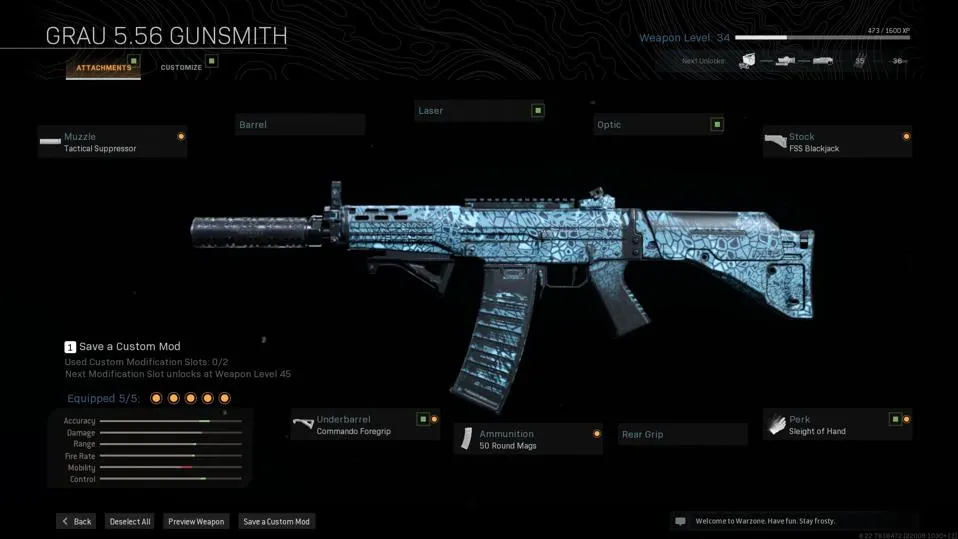 GRAU 5.56 GUNSMITH
Weapon Level: 34
473 / 1600 XP
ATTACHMENTS
CUSTOMIZE
Next Unlocks:
35
36
Laser
Barrel
Optic
Muzzle
Tactical Suppressor
Stock
FSS Blackjack
1 Save a Custom Mod
Used Custom Modification Slots: 0/2
Next Modification Slot unlocks at Weapon Level 45
Equipped 5/5:
Accuracy
Damage
Range
Fire Rate
Mobility
Control
Underbarrel
Commando Foregrip
Ammunition
50 Round Mags
Rear Grip
Perk
Sleight of Hand
Back
Deselect All
Preview Weapon
Save a Custom Mod
Welcome to Warzone. Have fun. Stay frosty.